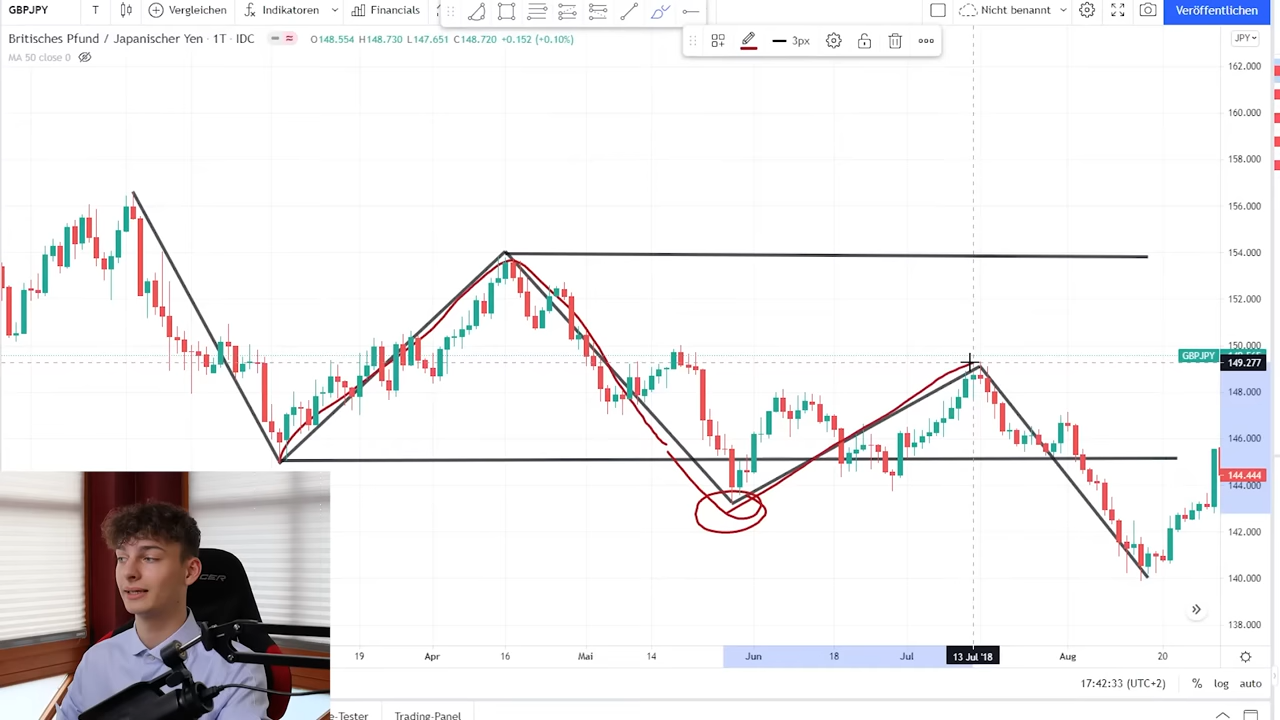 GBPJPY T Vergleichen Indikatoren Financials Nicht benannt Veröffentlichen
Britisches Pfund / Japanischer Yen · 1T · IDC O148.554 H148.730 L147.651 C148.720 +0.152 (+0.10%)
3px
JPY
MA 50 close 0
162.000
160.000
158.000
156.000
154.000
152.000
150.000
GBPJPY
149.277
148.000
146.000
144.444
144.000
142.000
140.000
138.000
19 Apr 16 Mai 14 Jun 18 Jul 13 Jul '18 Aug 20
17:42:33 (UTC+2) % log auto
e-Tester Trading-Panel